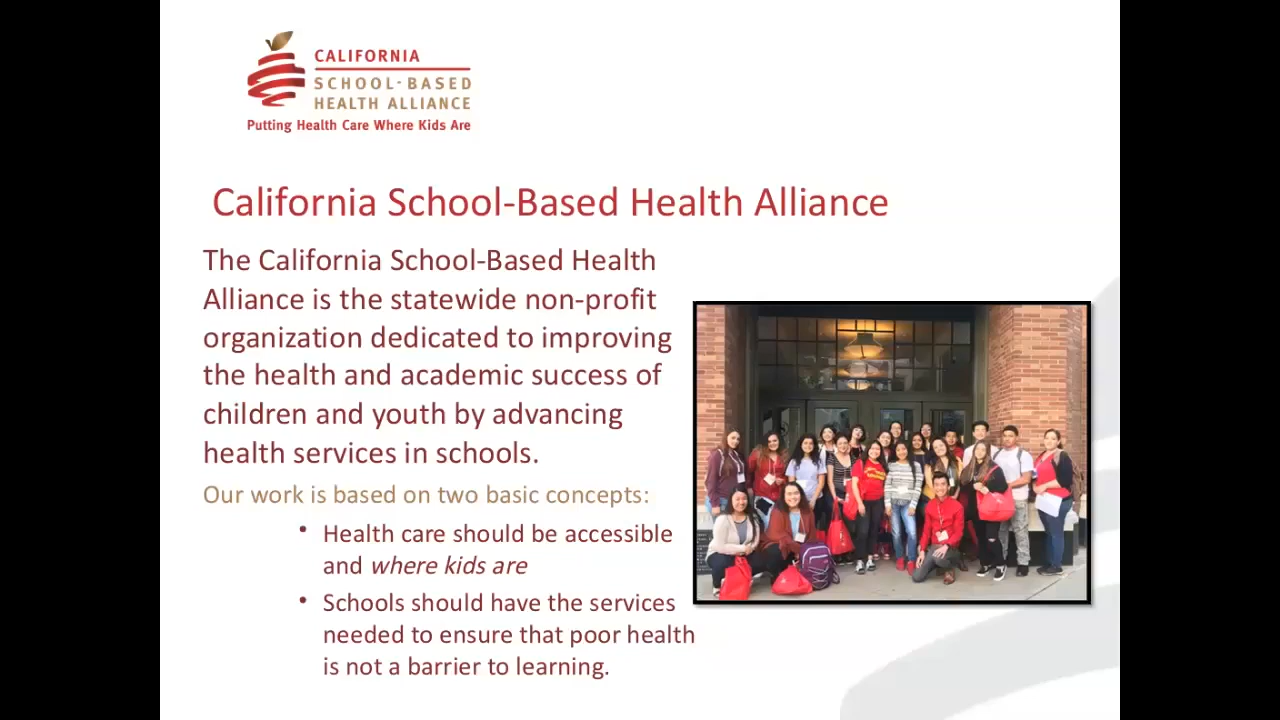 CALIFORNIA
SCHOOL-BASED
HEALTH ALLIANCE
Putting Health Care Where Kids Are
California School-Based Health Alliance
The California School-Based Health
Alliance is the statewide non-profit
organization dedicated to improving
the health and academic success of
children and youth by advancing
health services in schools.
Our work is based on two basic concepts:
• Health care should be accessible
and where kids are
• Schools should have the services
needed to ensure that poor health
is not a barrier to learning.